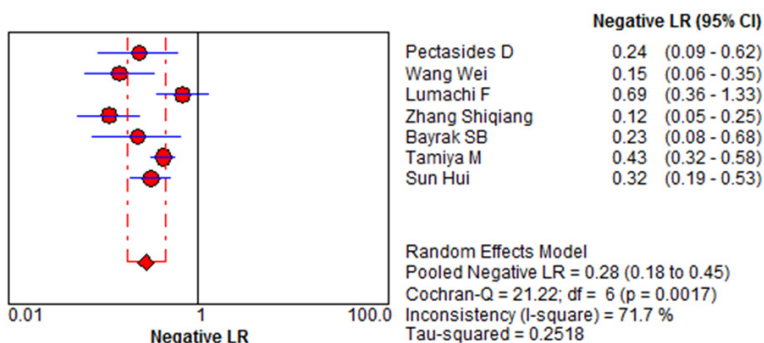 Negative LR (95% CI)
Pectasides D 0.24 (0.09 - 0.62)
Wang Wei 0.15 (0.06 - 0.35)
Lumachi F 0.69 (0.36 - 1.33)
Zhang Shiqiang 0.12 (0.05 - 0.25)
Bayrak SB 0.23 (0.08 - 0.68)
Tamiya M 0.43 (0.32 - 0.58)
Sun Hui 0.32 (0.19 - 0.53)
Random Effects Model
Pooled Negative LR = 0.28 (0.18 to 0.45)
Cochran-Q = 21.22; df = 6 (p = 0.0017)
Inconsistency (I-square) = 71.7 %
Tau-squared = 0.2518
0.01 1 100.0
Negative LR